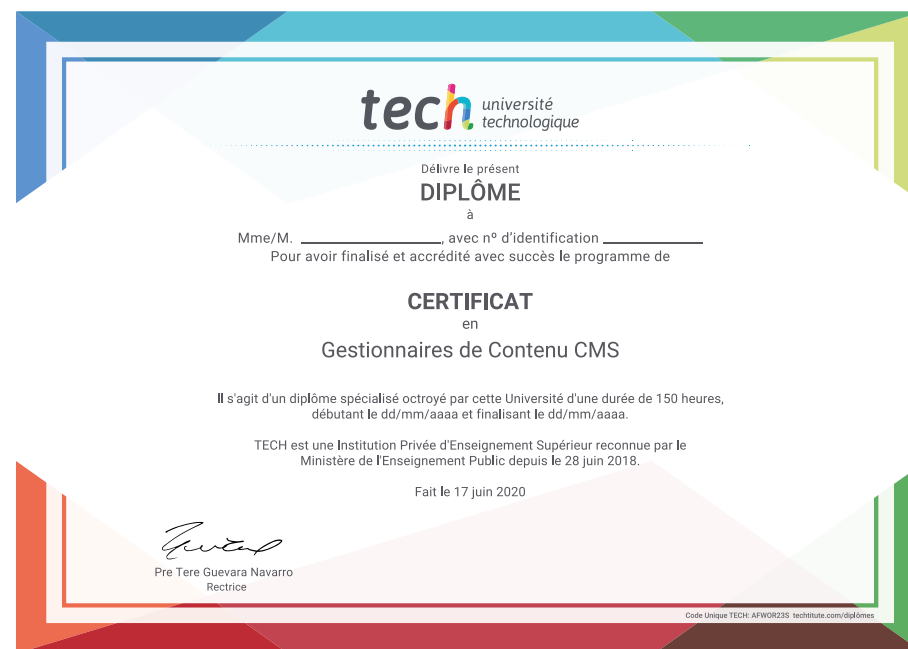 tech université
technologique
Délivre le présent
DIPLÔME
à
Mme/M. ____________________, avec nº d'identification ______________
Pour avoir finalisé et accrédité avec succès le programme de
CERTIFICAT
en
Gestionnaires de Contenu CMS
Il s'agit d'un diplôme spécialisé octroyé par cette Université d'une durée de 150 heures,
débutant le dd/mm/aaaa et finalisant le dd/mm/aaaa.
TECH est une Institution Privée d'Enseignement Supérieur reconnue par le
Ministère de l'Enseignement Public depuis le 28 juin 2018.
Fait le 17 juin 2020
Pre Tere Guevara Navarro
Rectrice
Code Unique TECH: AFWOR23S techtitute.com/diplômes